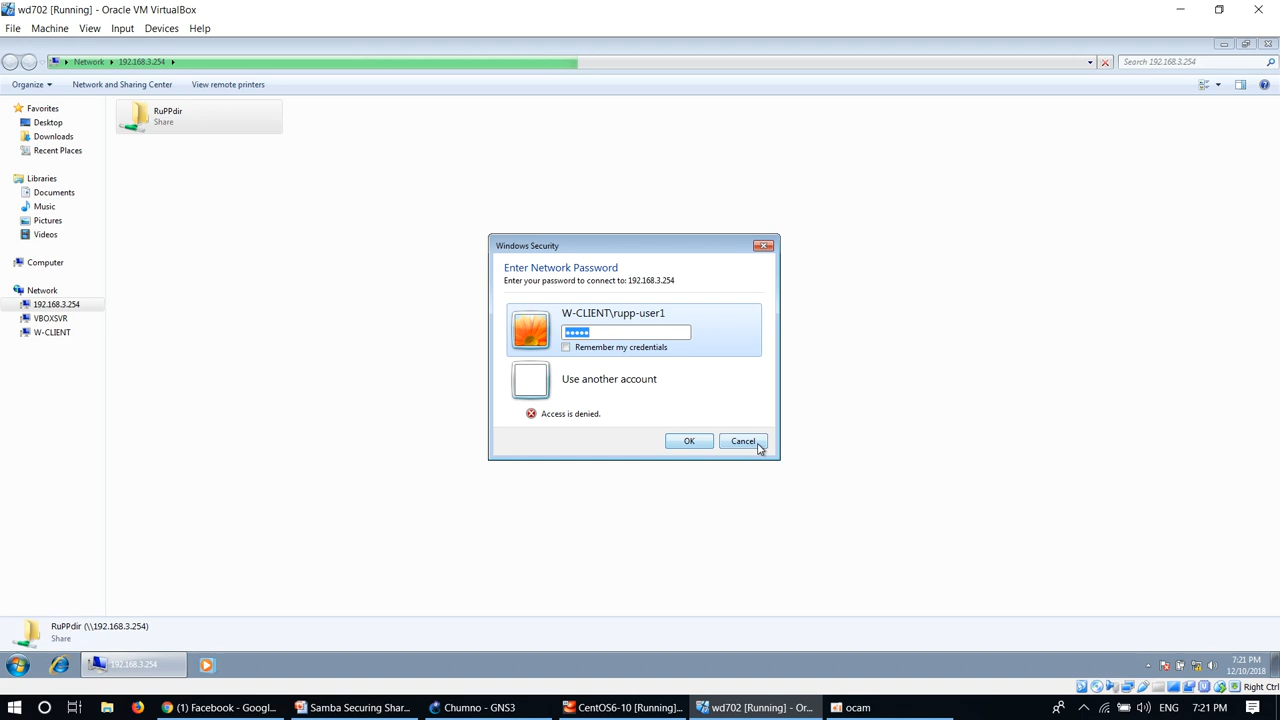 wd702 [Running] - Oracle VM VirtualBox
File Machine View Input Devices Help
Network 192.168.3.254
Search 192.168.3.254
Organize Network and Sharing Center View remote printers
Favorites
Desktop
Downloads
Recent Places
Libraries
Documents
Music
Pictures
Videos
Computer
Network
192.168.3.254
VBOXSVR
W-CLIENT
RuPPdir
Share
Windows Security
Enter Network Password
Enter your password to connect to: 192.168.3.254
W-CLIENT\rupp-user1
●●●●●
Remember my credentials
Use another account
Access is denied.
OK Cancel
RuPPdir (\\192.168.3.254)
Share
192.168.3.254
7:21 PM
12/10/2018
Right Ctrl
(1) Facebook - Googl...
Samba Securing Shar...
Chumno - GNS3
CentOS6-10 [Running]...
wd702 [Running] - Or...
ocam
ENG 7:21 PM